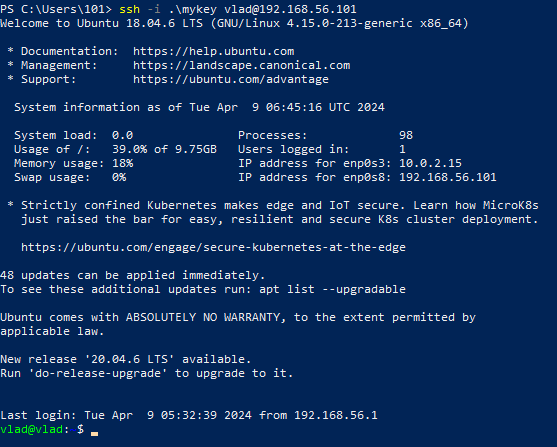 PS C:\Users\101> ssh -i .\mykey vlad@192.168.56.101
Welcome to Ubuntu 18.04.6 LTS (GNU/Linux 4.15.0-213-generic x86_64)
* Documentation:  https://help.ubuntu.com
* Management:     https://landscape.canonical.com
* Support:        https://ubuntu.com/advantage
System information as of Tue Apr  9 06:45:16 UTC 2024
System load:  0.0               Processes:             98
Usage of /:   39.0% of 9.75GB   Users logged in:       1
Memory usage: 18%               IP address for enp0s3: 10.0.2.15
Swap usage:   0%                IP address for enp0s8: 192.168.56.101
* Strictly confined Kubernetes makes edge and IoT secure. Learn how MicroK8s
just raised the bar for easy, resilient and secure K8s cluster deployment.
https://ubuntu.com/engage/secure-kubernetes-at-the-edge
48 updates can be applied immediately.
To see these additional updates run: apt list --upgradable
Ubuntu comes with ABSOLUTELY NO WARRANTY, to the extent permitted by
applicable law.
New release '20.04.6 LTS' available.
Run 'do-release-upgrade' to upgrade to it.
Last login: Tue Apr  9 05:32:39 2024 from 192.168.56.1
vlad@vlad: $